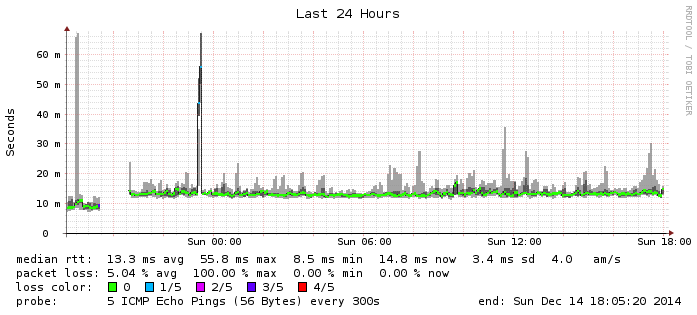 Last 24 Hours
RRDTOOL / TOBI OETIKER
Seconds
60 m
50 m
40 m
30 m
20 m
10 m
0
Sun 00:00 Sun 06:00 Sun 12:00 Sun 18:00
median rtt: 13.3 ms avg 55.8 ms max 8.5 ms min 14.8 ms now 3.4 ms sd 4.0 am/s
packet loss: 5.04 % avg 100.00 % max 0.00 % min 0.00 % now
loss color: 0 1/5 2/5 3/5 4/5
probe: 5 ICMP Echo Pings (56 Bytes) every 300s end: Sun Dec 14 18:05:20 2014